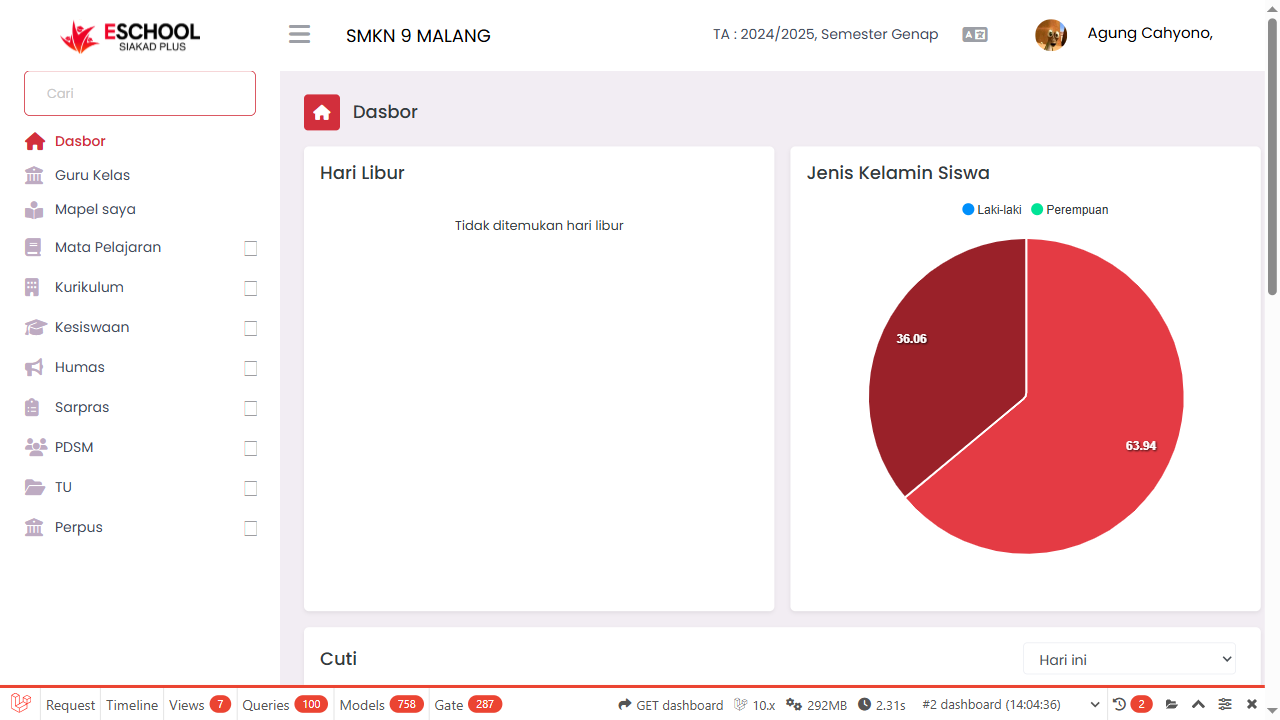 ESCHOOL
SIAKAD PLUS
SMKN 9 MALANG
TA : 2024/2025, Semester Genap
Agung Cahyono,
Cari
Dasbor
Guru Kelas
Mapel saya
Mata Pelajaran
Kurikulum
Kesiswaan
Humas
Sarpras
PDSM
TU
Perpus
Dasbor
Hari Libur
Tidak ditemukan hari libur
Jenis Kelamin Siswa
Laki-laki Perempuan
36.06
63.94
Cuti
Hari ini
Request Timeline Views 7 Queries 100 Models 758 Gate 287 GET dashboard 10.x 292MB 2.31s #2 dashboard (14:04:36) 2